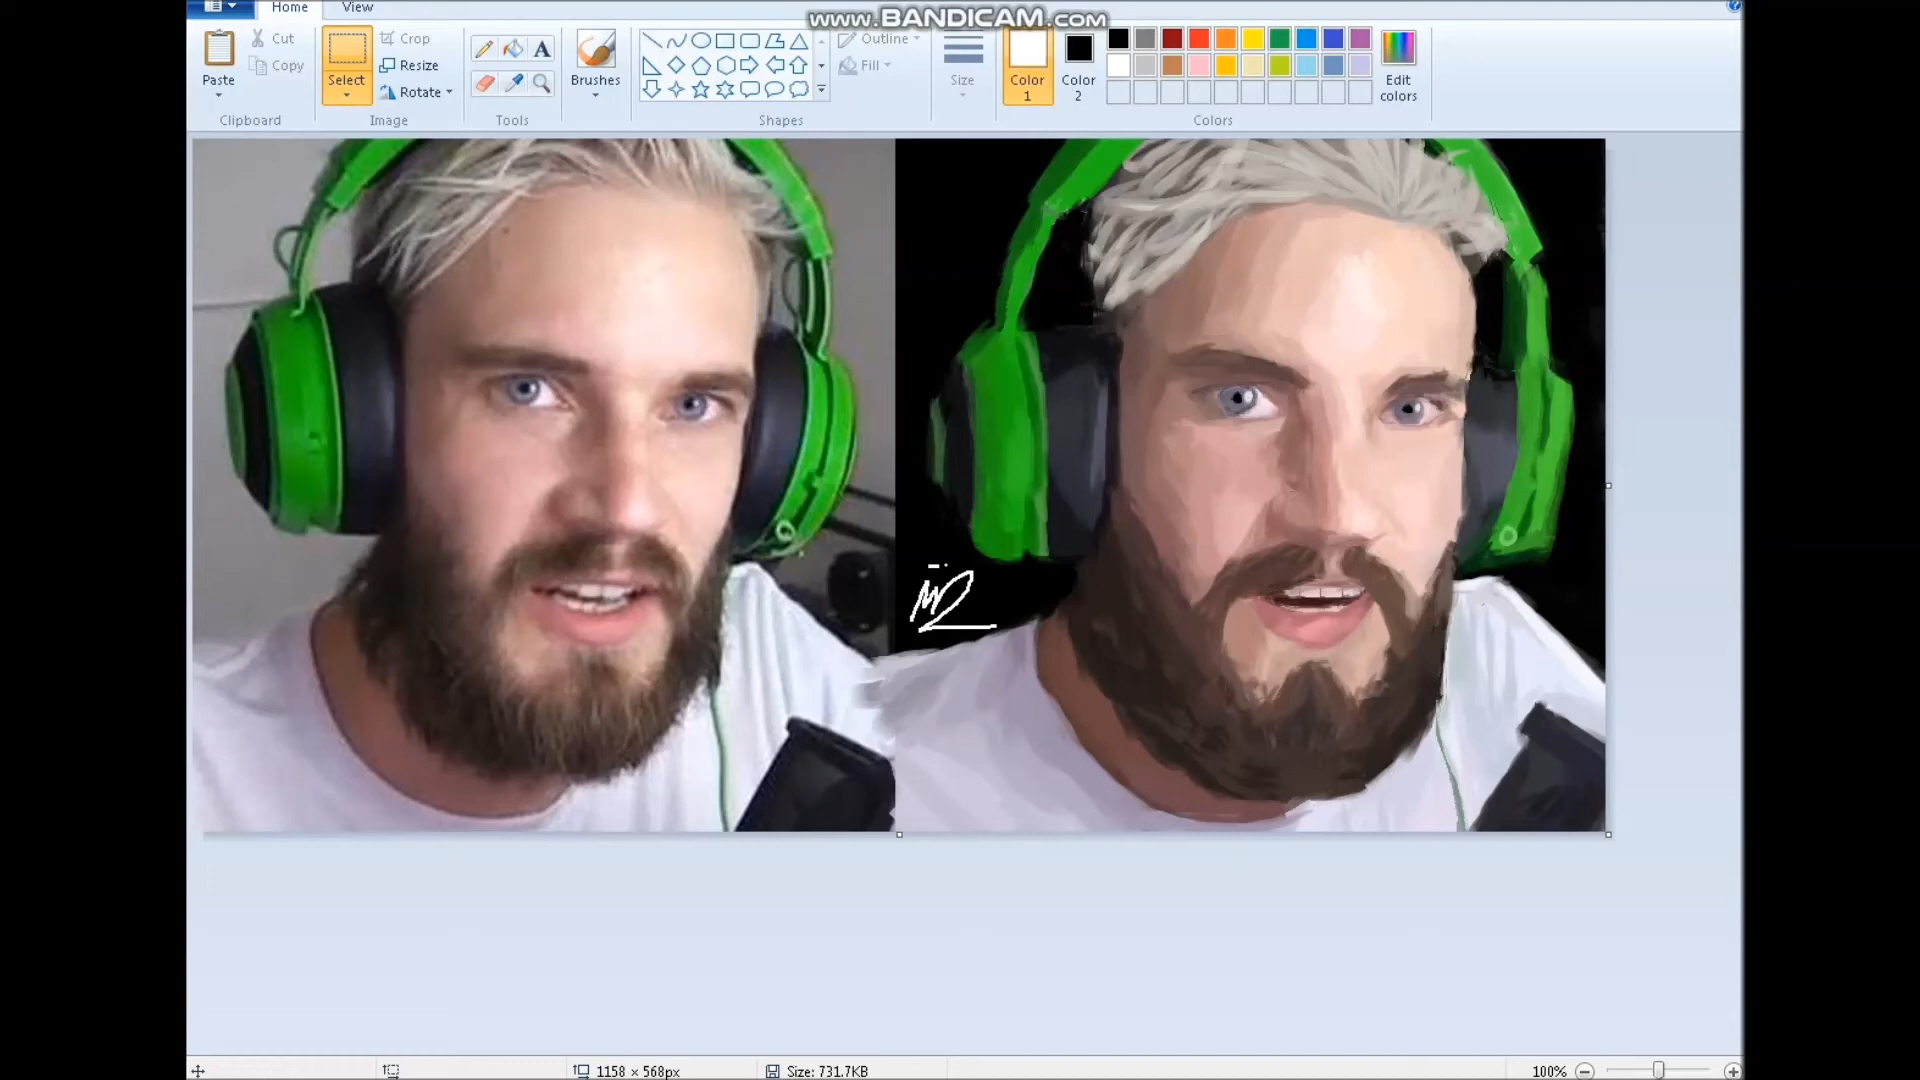 Home View
www.BANDICAM.com
Paste
Cut
Copy
Clipboard
Select
Crop
Resize
Rotate
Image
Tools
Brushes
Shapes
Outline
Fill
Size
Color
1
Color
2
Edit
colors
Colors
1158 × 568px
Size: 731.7KB
100%